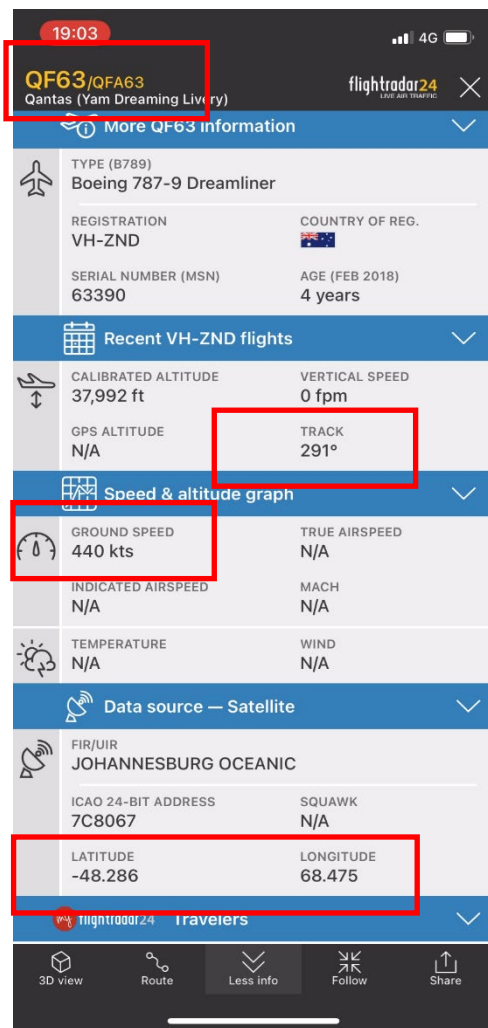 19:03
4G
QF63/QFA63
Qantas (Yam Dreaming Livery)
flightradar24
LIVE AIR TRAFFIC
More QF63 Information
TYPE (B789)
Boeing 787-9 Dreamliner
REGISTRATION COUNTRY OF REG.
VH-ZND
SERIAL NUMBER (MSN) AGE (FEB 2018)
63390 4 years
Recent VH-ZND flights
CALIBRATED ALTITUDE VERTICAL SPEED
37,992 ft 0 fpm
GPS ALTITUDE TRACK
N/A 291°
Speed & altitude graph
GROUND SPEED TRUE AIRSPEED
440 kts N/A
INDICATED AIRSPEED MACH
N/A N/A
TEMPERATURE WIND
N/A N/A
Data source — Satellite
FIR/UIR
JOHANNESBURG OCEANIC
ICAO 24-BIT ADDRESS SQUAWK
7C8067 N/A
LATITUDE LONGITUDE
-48.286 68.475
my flightradar24 Travelers
3D view Route Less info Follow Share